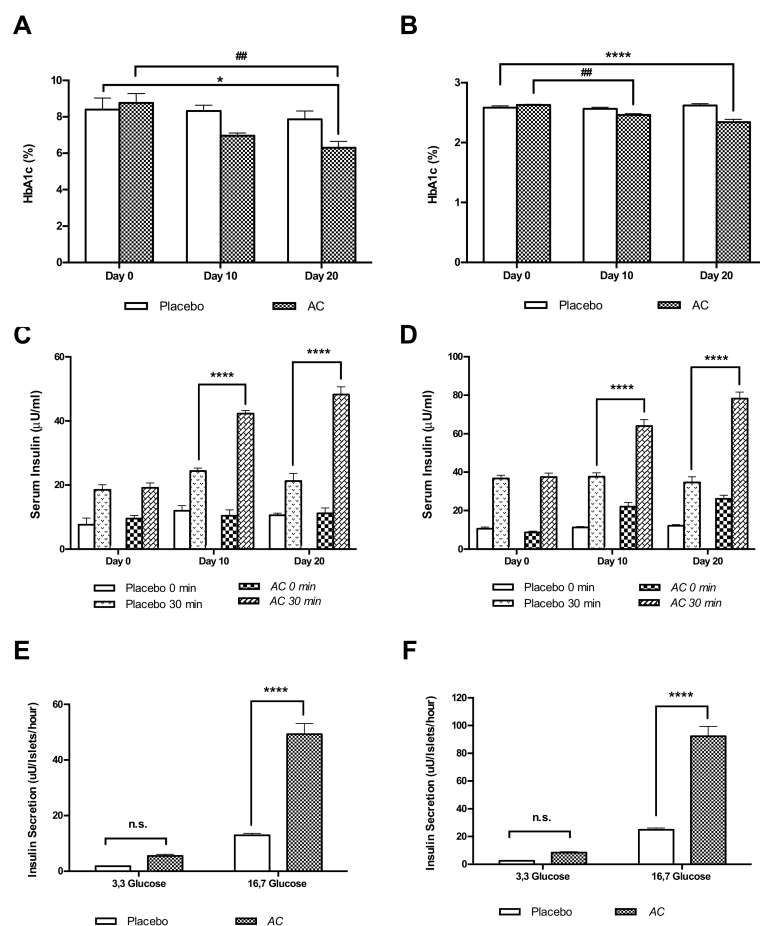 A
##
*
HbA1c (%)
10
8
6
4
2
0
Day 0 Day 10 Day 20
Placebo AC
B
****
##
HbA1c (%)
3
2
1
0
Day 0 Day 10 Day 20
Placebo AC
C
****
****
Serum Insulin (µU/ml)
60
40
20
0
Day 0 Day 10 Day 20
Placebo 0 min AC 0 min
Placebo 30 min AC 30 min
D
****
****
Serum Insulin (µU/ml)
100
80
60
40
20
0
Day 0 Day 10 Day 20
Placebo 0 min AC 0 min
Placebo 30 min AC 30 min
E
****
n.s.
Insulin Secretion (uU/Islets/hour)
60
40
20
0
3,3 Glucose 16,7 Glucose
Placebo AC
F
****
n.s.
Insulin Secretion (uU/Islets/hour)
120
100
80
60
40
20
0
3,3 Glucose 16,7 Glucose
Placebo AC